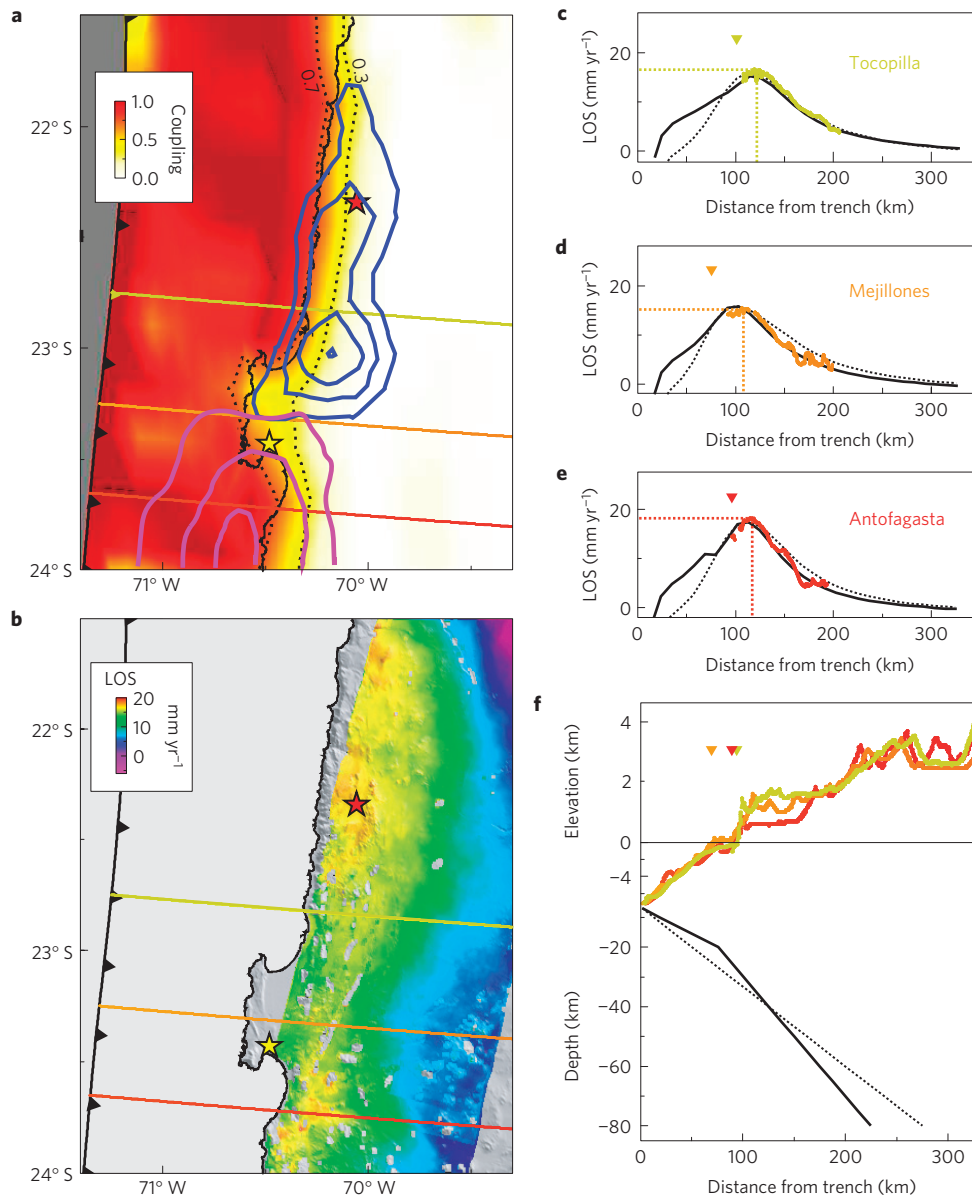 a
0.7
0.3
1.0
0.5
0.0
Coupling
22° S
23° S
24° S
71° W
70° W
b
LOS
20
10
0
mm yr⁻¹
22° S
23° S
24° S
71° W
70° W
c
Tocopilla
LOS (mm yr⁻¹)
20
0
0
100
200
300
Distance from trench (km)
d
Mejillones
LOS (mm yr⁻¹)
20
0
0
100
200
300
Distance from trench (km)
e
Antofagasta
LOS (mm yr⁻¹)
20
0
0
100
200
300
Distance from trench (km)
f
Elevation (km)
4
2
0
−4
−20
−40
−60
−80
Depth (km)
0
100
200
300
Distance from trench (km)